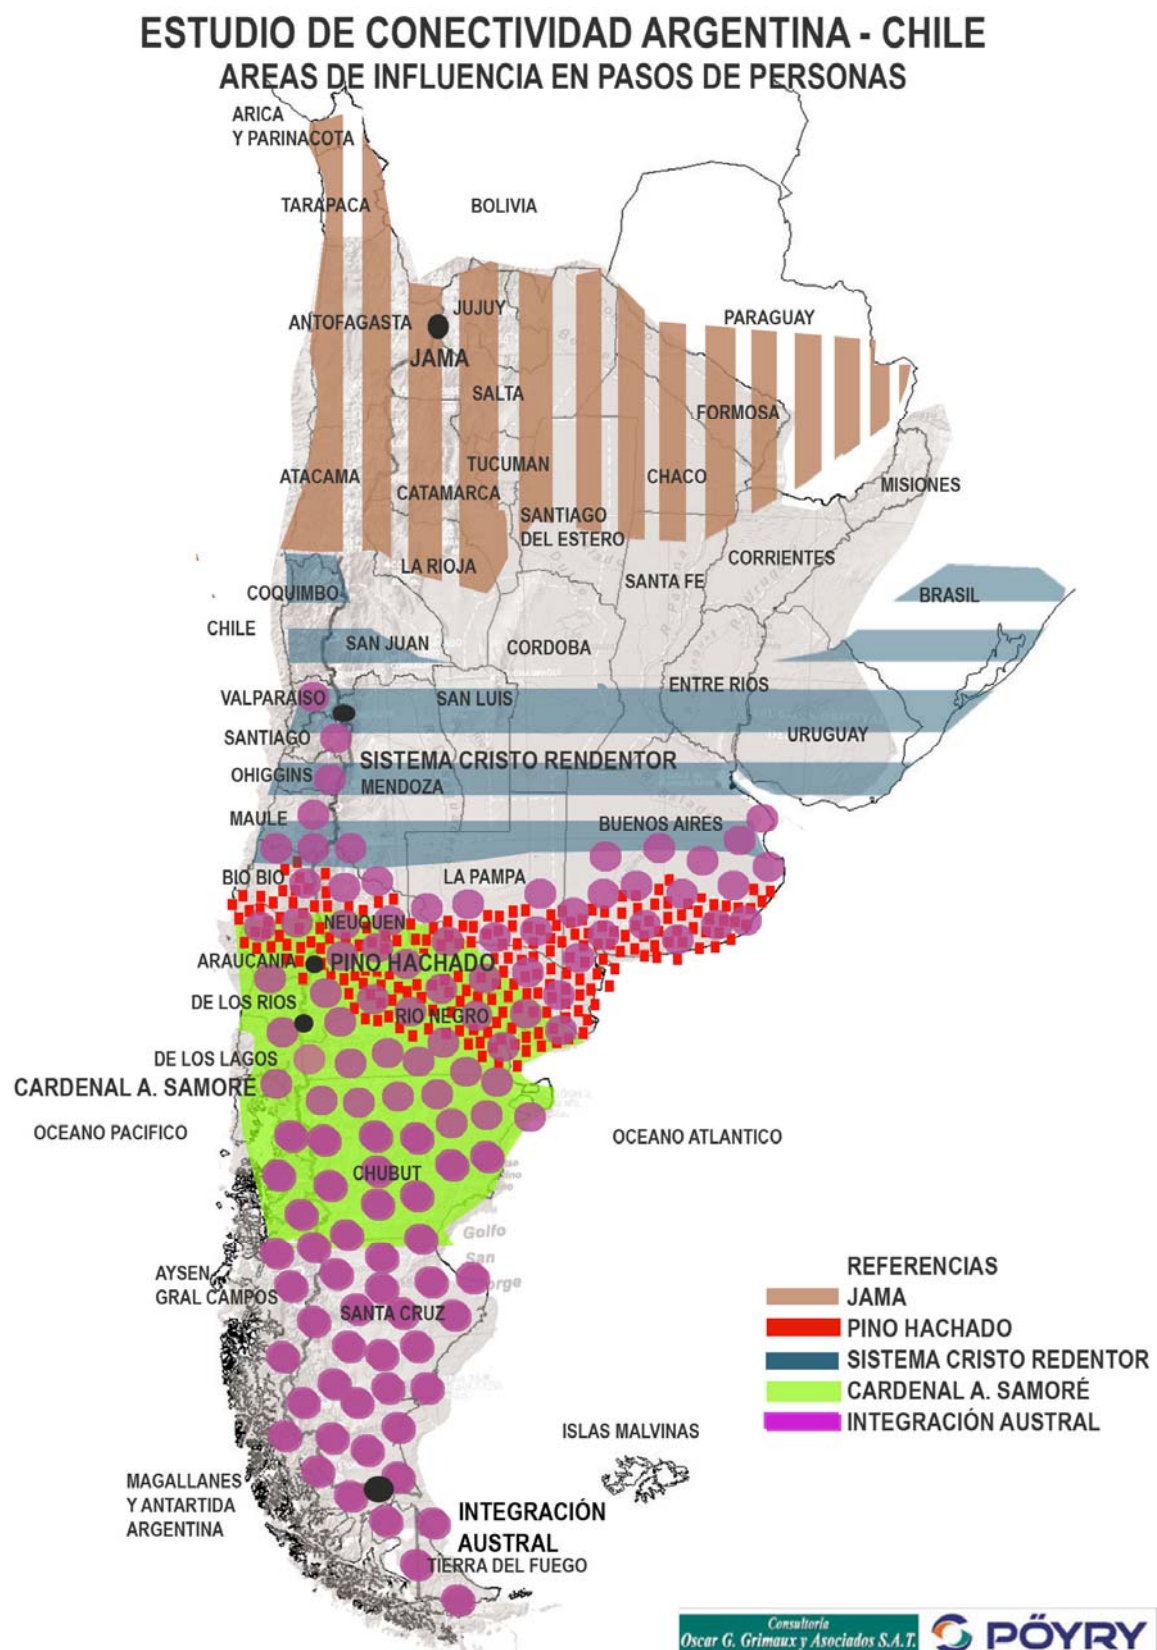 ESTUDIO DE CONECTIVIDAD ARGENTINA - CHILE
AREAS DE INFLUENCIA EN PASOS DE PERSONAS
ARICA
Y PARINACOTA
TARAPACA
BOLIVIA
JUJUY
ANTOFAGASTA
PARAGUAY
JAMA
SALTA
FORMOSA
TUCUMAN
ATACAMA
CHACO
MISIONES
CATAMARCA
SANTIAGO
DEL ESTERO
CORRIENTES
LA RIOJA
SANTA FE
COQUIMBO
BRASIL
CHILE
SAN JUAN
CORDOBA
ENTRE RIOS
VALPARAISO
SAN LUIS
SANTIAGO
URUGUAY
SISTEMA CRISTO RENDENTOR
OHIGGINS
MENDOZA
MAULE
BUENOS AIRES
BIO BIO
LA PAMPA
NEUQUEN
ARAUCANIA
PINO HACHADO
DE LOS RIOS
RIO NEGRO
DE LOS LAGOS
CARDENAL A. SAMORÉ
OCEANO PACIFICO
OCEANO ATLANTICO
CHUBUT
Golfo
San
AYSEN
GRAL CAMPOS
SANTA CRUZ
REFERENCIAS
JAMA
PINO HACHADO
SISTEMA CRISTO REDENTOR
CARDENAL A. SAMORÉ
INTEGRACIÓN AUSTRAL
ISLAS MALVINAS
MAGALLANES
Y ANTARTIDA
ARGENTINA
INTEGRACIÓN
AUSTRAL
TIERRA DEL FUEGO
Consultoría
Oscar G. Grimaux y Asociados S.A.T.
PÖYRY